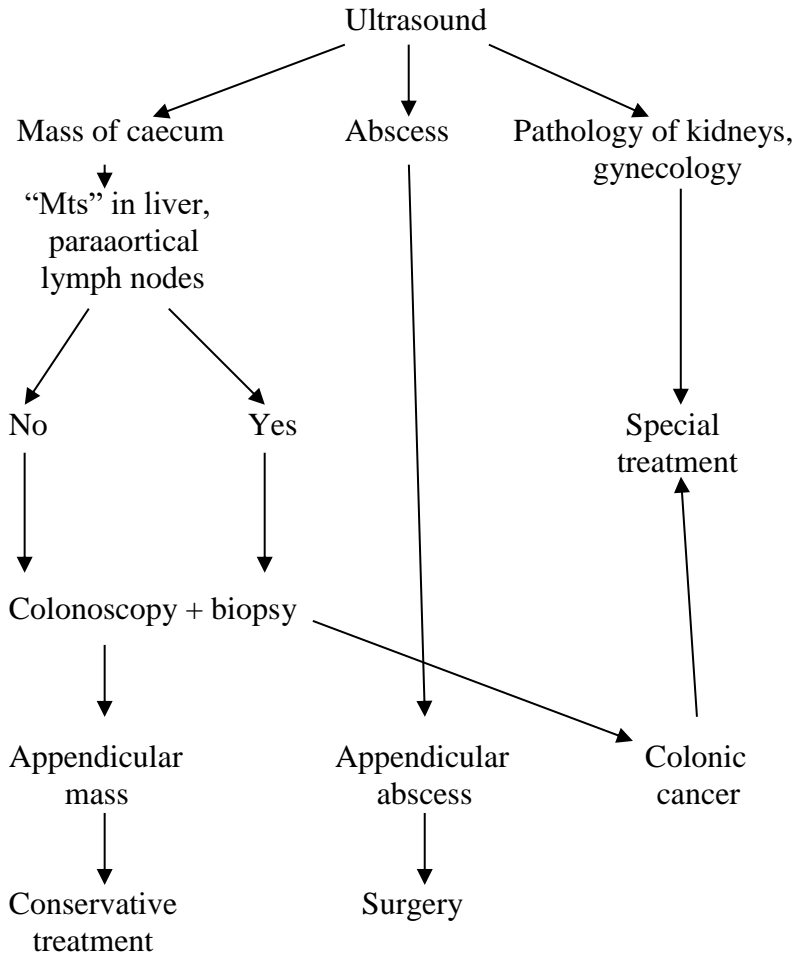 Ultrasound
Mass of caecum
Abscess
Pathology of kidneys,
gynecology
“Mts” in liver,
paraaortical
lymph nodes
No
Yes
Special
treatment
Colonoscopy + biopsy
Appendicular
mass
Appendicular
abscess
Colonic
cancer
Conservative
treatment
Surgery